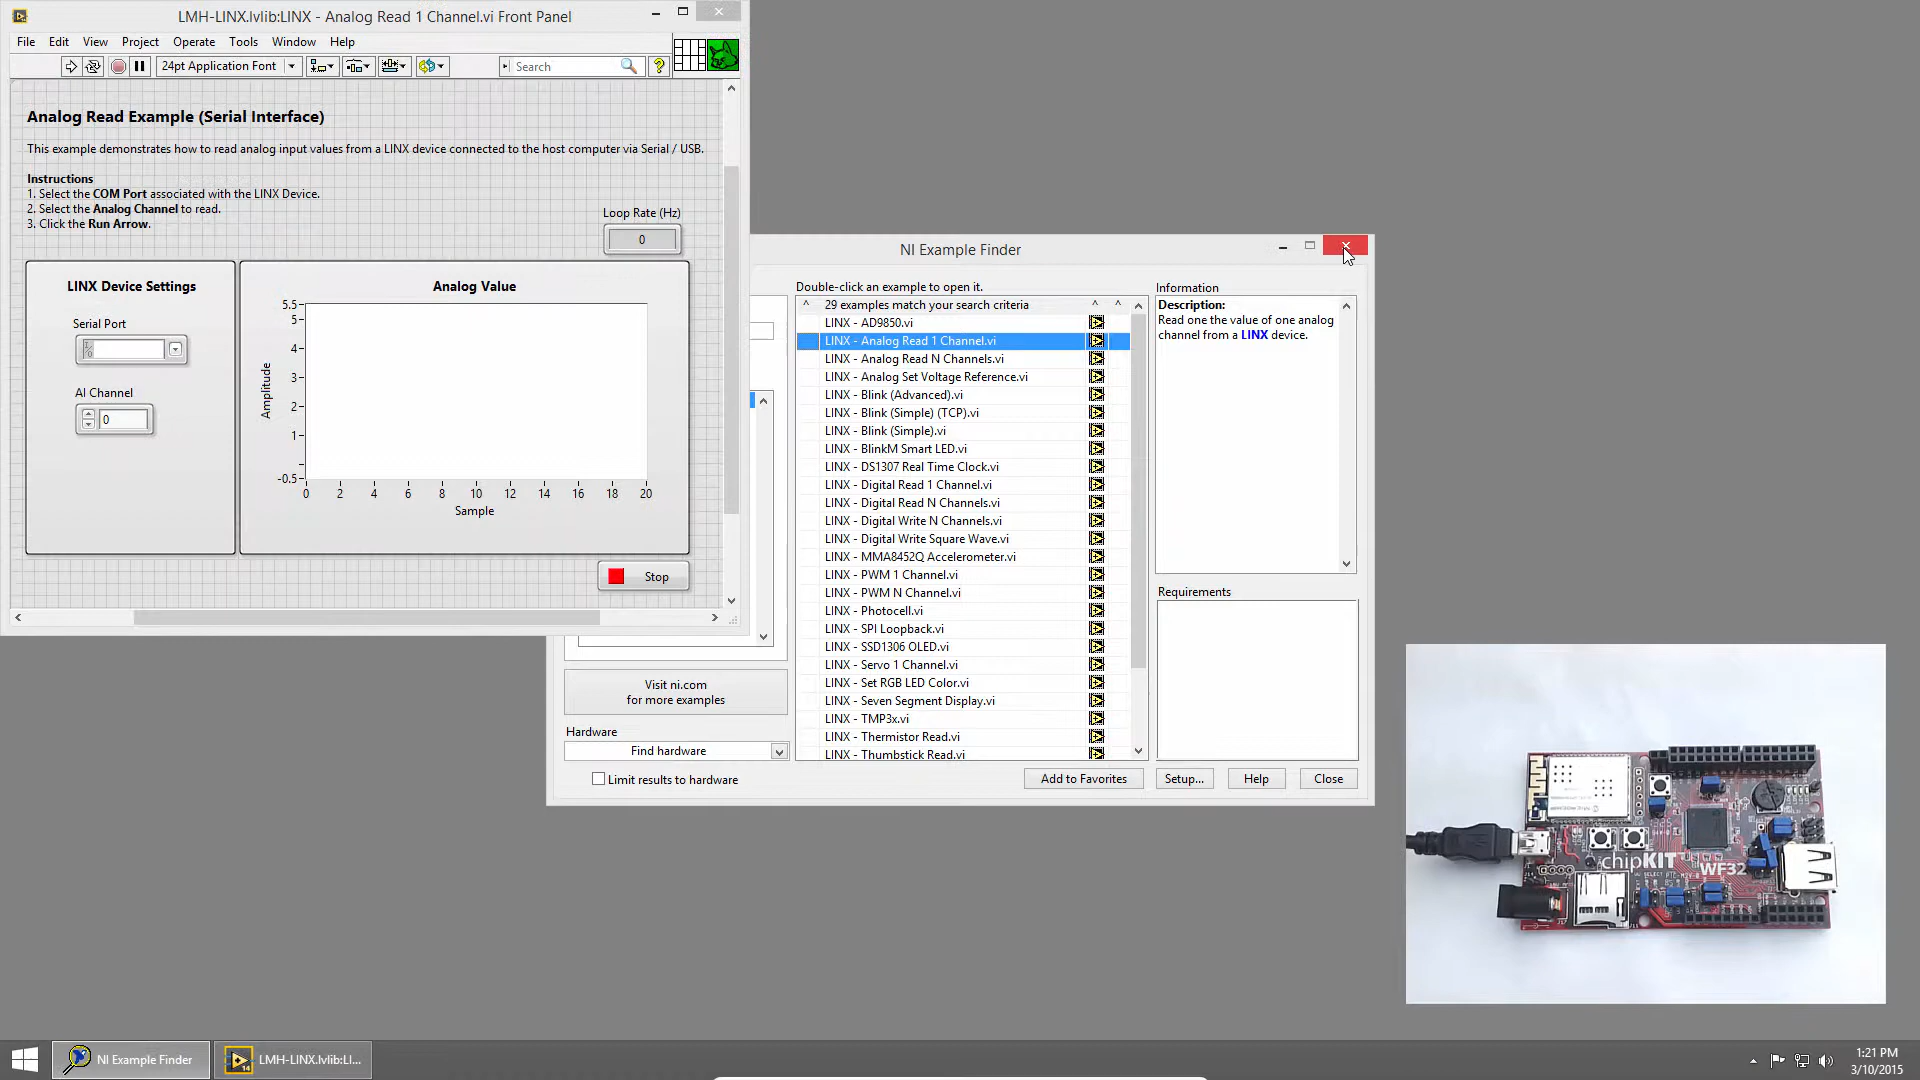 LMH-LINX.lvlib:LINX - Analog Read 1 Channel.vi Front Panel
File Edit View Project Operate Tools Window Help
24pt Application Font
Search
Analog Read Example (Serial Interface)
This example demonstrates how to read analog input values from a LINX device connected to the host computer via Serial / USB.
Instructions
1. Select the COM Port associated with the LINX Device.
2. Select the Analog Channel to read.
3. Click the Run Arrow.
Loop Rate (Hz)
0
LINX Device Settings
Serial Port
AI Channel
0
Analog Value
5.5
5
4
3
2
1
-0.5
Amplitude
0 2 4 6 8 10 12 14 16 18 20
Sample
Stop
NI Example Finder
Double-click an example to open it.
29 examples match your search criteria
LINX - AD9850.vi
LINX - Analog Read 1 Channel.vi
LINX - Analog Read N Channels.vi
LINX - Analog Set Voltage Reference.vi
LINX - Blink (Advanced).vi
LINX - Blink (Simple) (TCP).vi
LINX - Blink (Simple).vi
LINX - BlinkM Smart LED.vi
LINX - DS1307 Real Time Clock.vi
LINX - Digital Read 1 Channel.vi
LINX - Digital Read N Channels.vi
LINX - Digital Write N Channels.vi
LINX - Digital Write Square Wave.vi
LINX - MMA8452Q Accelerometer.vi
LINX - PWM 1 Channel.vi
LINX - PWM N Channel.vi
LINX - Photocell.vi
LINX - SPI Loopback.vi
LINX - SSD1306 OLED.vi
LINX - Servo 1 Channel.vi
LINX - Set RGB LED Color.vi
LINX - Seven Segment Display.vi
LINX - TMP3x.vi
LINX - Thermistor Read.vi
LINX - Thumbstick Read.vi
Information
Description:
Read one the value of one analog
channel from a LINX device.
Requirements
Visit ni.com
for more examples
Hardware
Find hardware
Limit results to hardware
Add to Favorites
Setup...
Help
Close
chipKIT WF32
NI Example Finder
LMH-LINX.lvlib:LI...
1:21 PM
3/10/2015